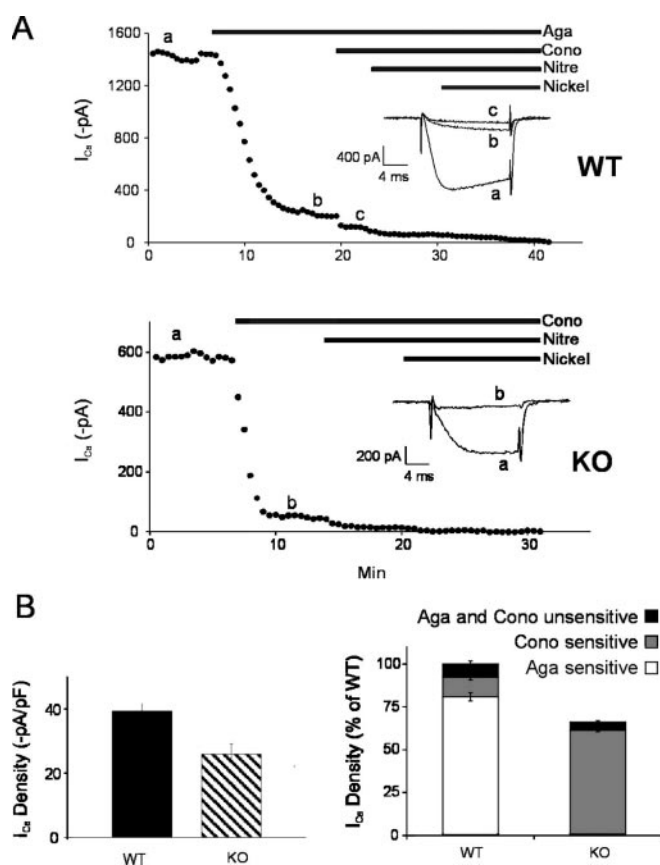 A
1600
1200
800
400
0
I_Ca (-pA)
Aga
Cono
Nitre
Nickel
a
b
c
c
b
a
400 pA
4 ms
WT
0 10 20 30 40
600
400
200
0
I_Ca (-pA)
Cono
Nitre
Nickel
a
b
b
a
200 pA
4 ms
KO
0 10 20 30
Min
B
40
20
0
I_Ca Density (-pA/pF)
WT KO
Aga and Cono unsensitive
Cono sensitive
Aga sensitive
100
75
50
25
0
I_Ca Density (% of WT)
WT KO